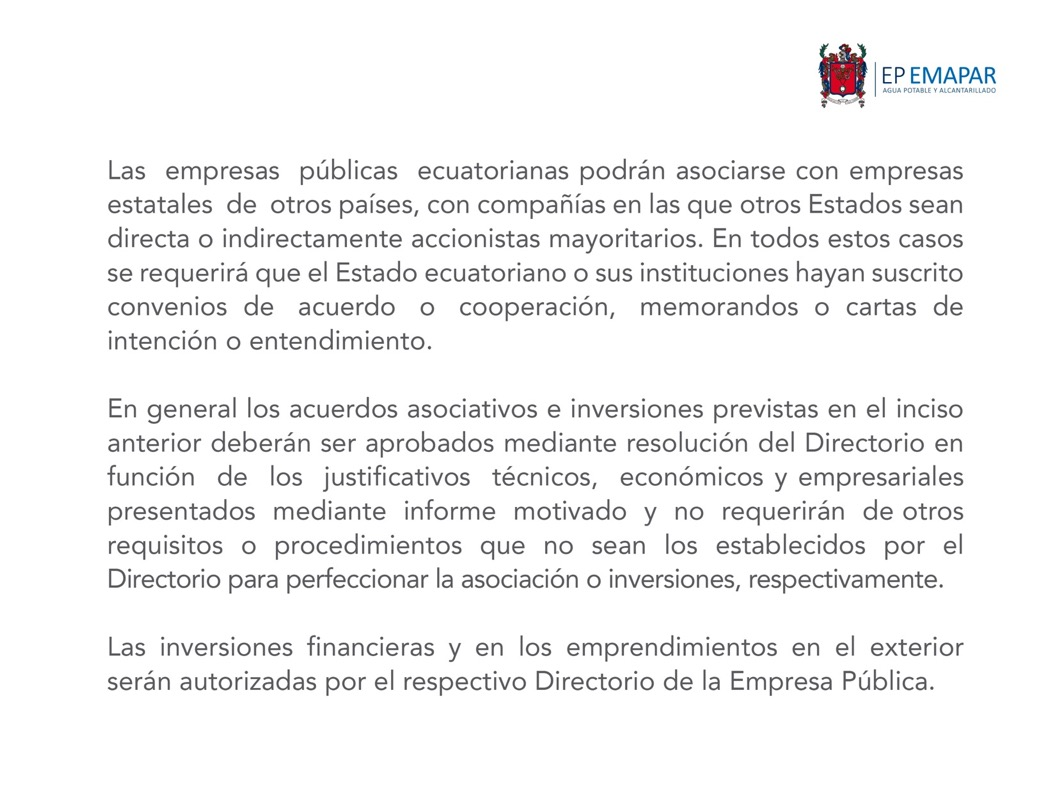 EP EMAPAR
AGUA POTABLE Y ALCANTARILLADO
Las empresas públicas ecuatorianas podrán asociarse con empresas
estatales de otros países, con compañías en las que otros Estados sean
directa o indirectamente accionistas mayoritarios. En todos estos casos
se requerirá que el Estado ecuatoriano o sus instituciones hayan suscrito
convenios de acuerdo o cooperación, memorandos o cartas de
intención o entendimiento.
En general los acuerdos asociativos e inversiones previstas en el inciso
anterior deberán ser aprobados mediante resolución del Directorio en
función de los justificativos técnicos, económicos y empresariales
presentados mediante informe motivado y no requerirán de otros
requisitos o procedimientos que no sean los establecidos por el
Directorio para perfeccionar la asociación o inversiones, respectivamente.
Las inversiones financieras y en los emprendimientos en el exterior
serán autorizadas por el respectivo Directorio de la Empresa Pública.